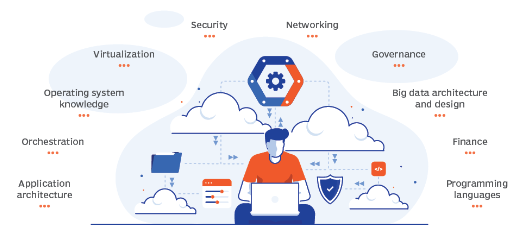 Security
Networking
Virtualization
Governance
Operating system
knowledge
Big data architecture
and design
Orchestration
Finance
Application
architecture
Programming
languages
</>